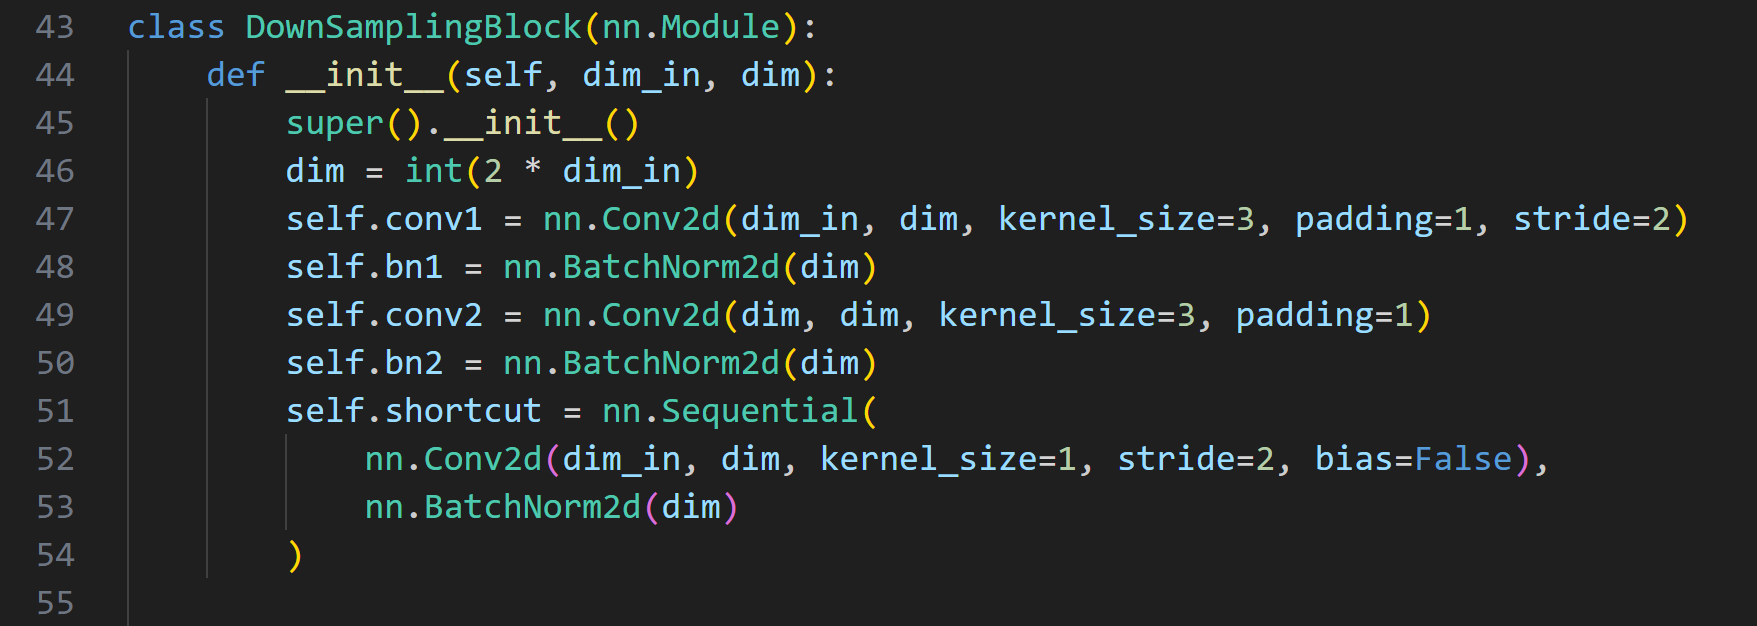 43 class DownSamplingBlock(nn.Module):
44     def __init__(self, dim_in, dim):
45         super().__init__()
46         dim = int(2 * dim_in)
47         self.conv1 = nn.Conv2d(dim_in, dim, kernel_size=3, padding=1, stride=2)
48         self.bn1 = nn.BatchNorm2d(dim)
49         self.conv2 = nn.Conv2d(dim, dim, kernel_size=3, padding=1)
50         self.bn2 = nn.BatchNorm2d(dim)
51         self.shortcut = nn.Sequential(
52             nn.Conv2d(dim_in, dim, kernel_size=1, stride=2, bias=False),
53             nn.BatchNorm2d(dim)
54         )
55